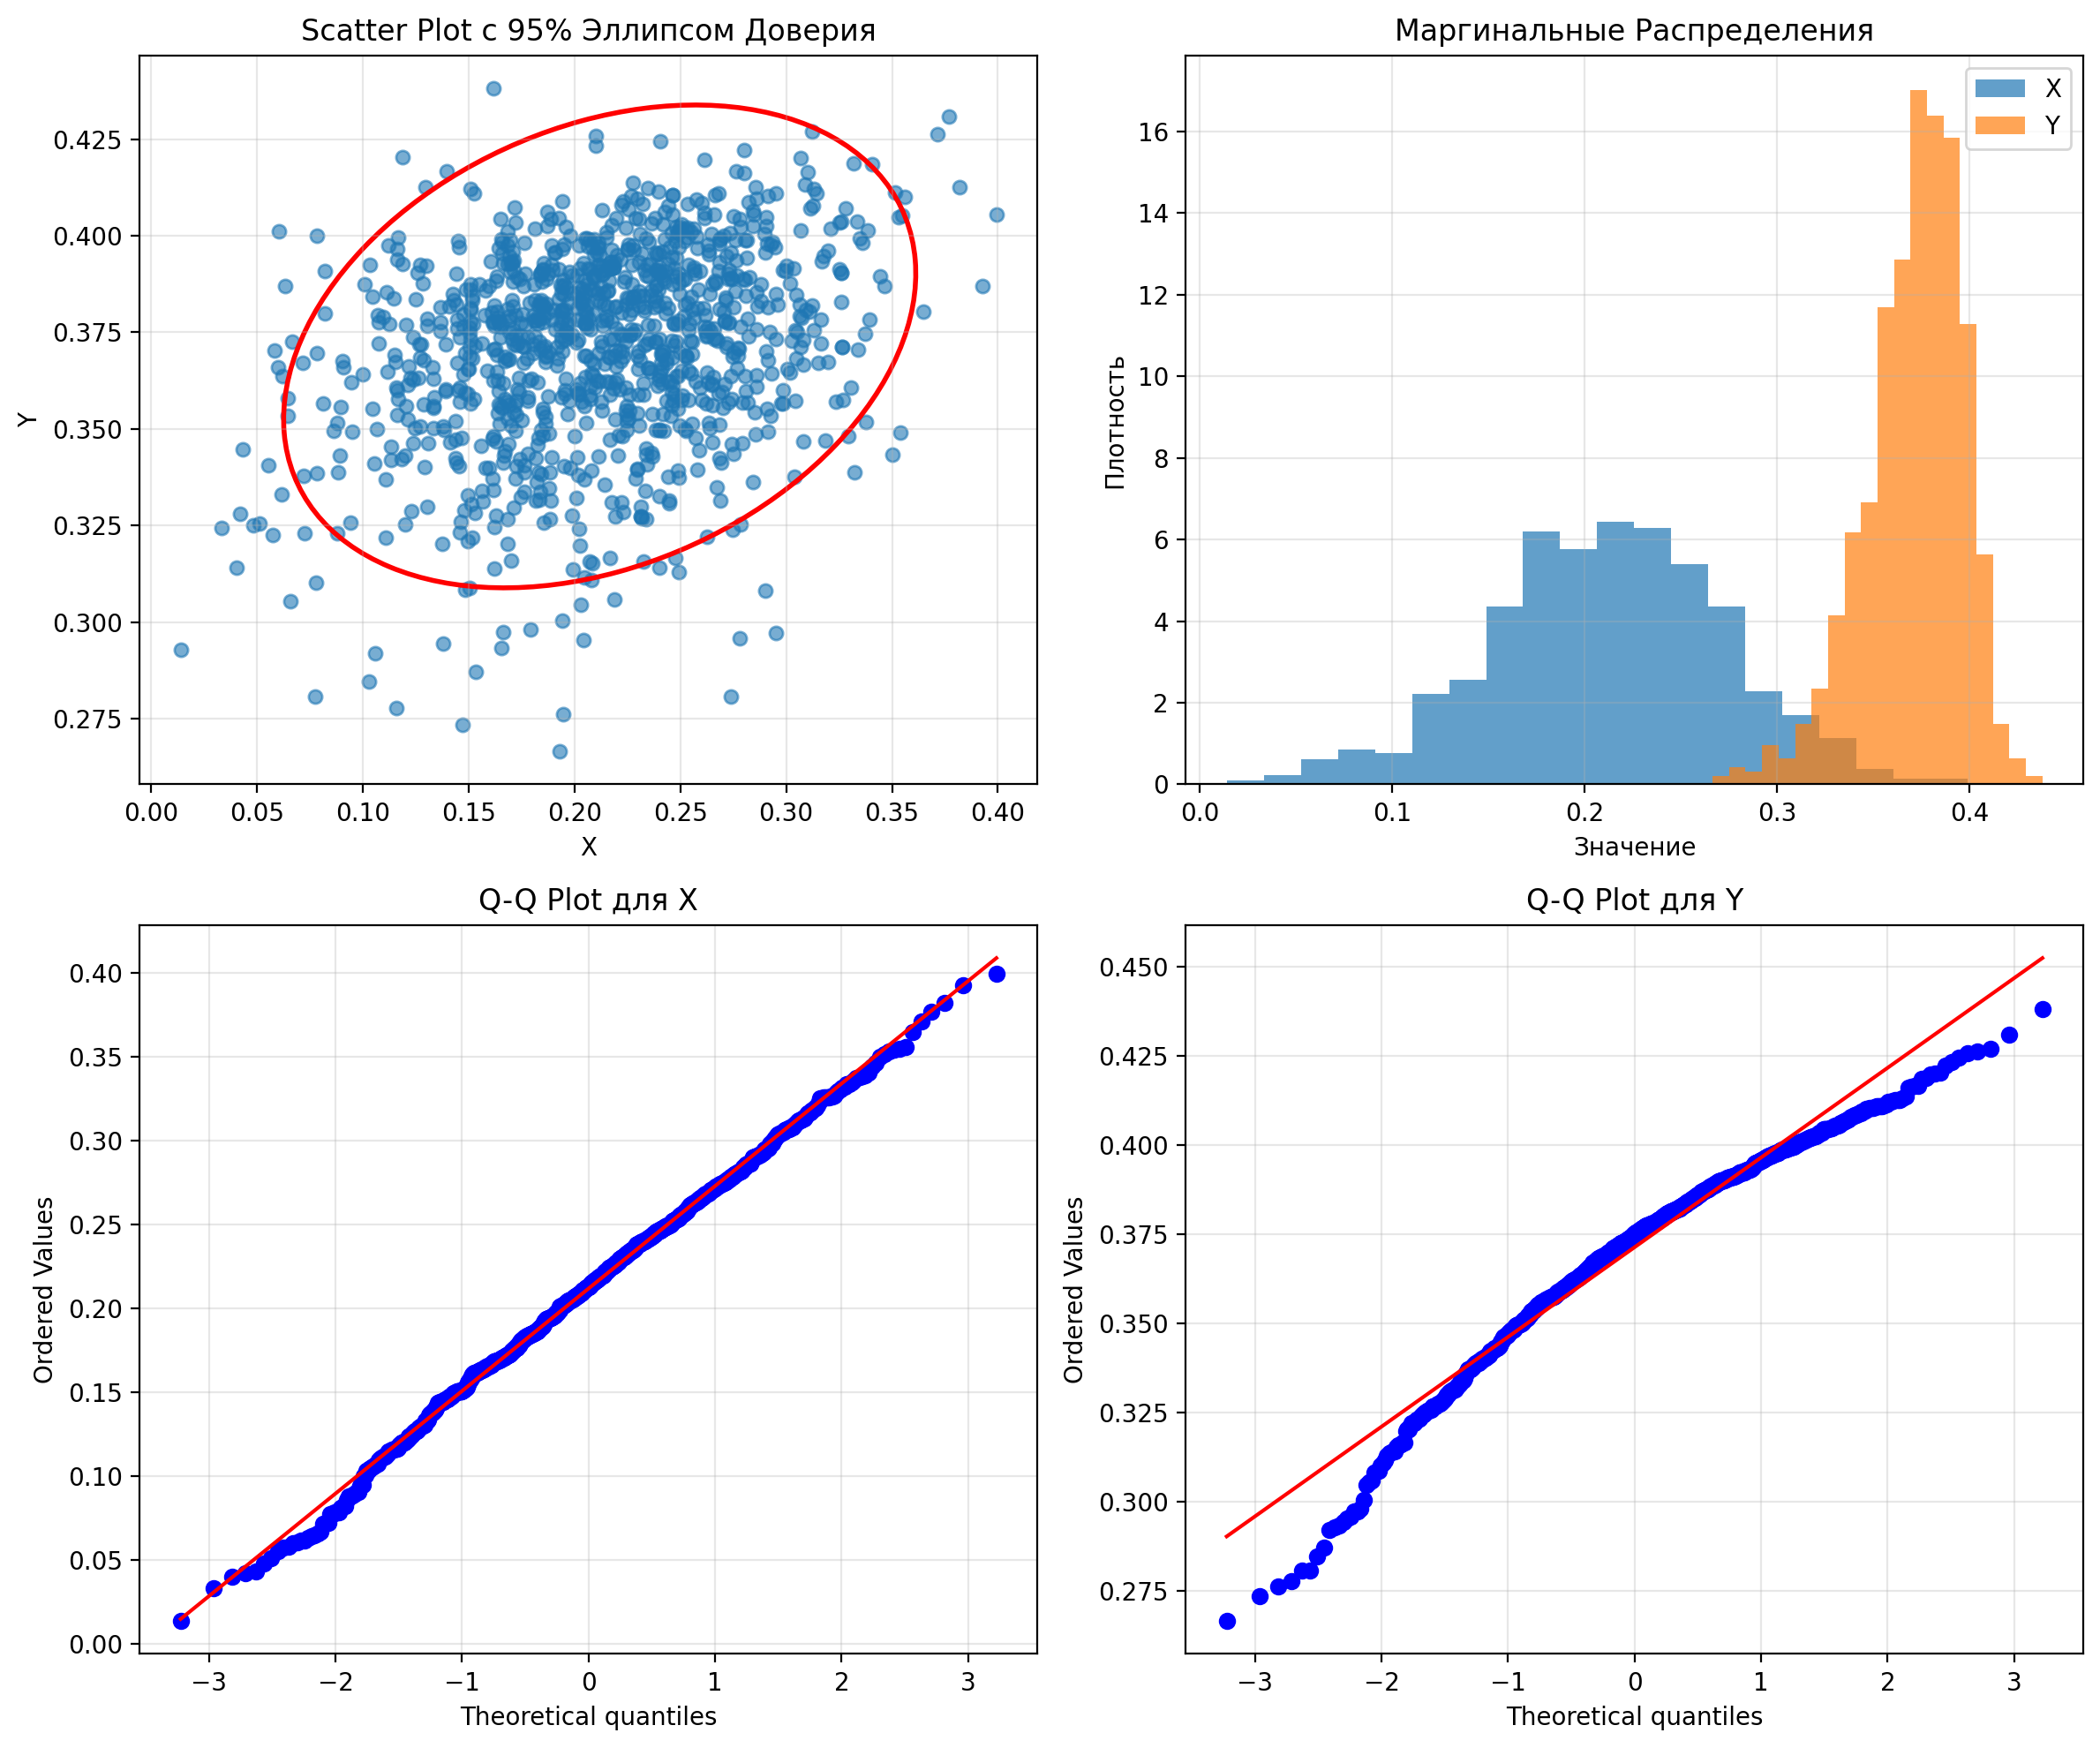 Scatter Plot с 95% Эллипсом Доверия
Y
0.425
0.400
0.375
0.350
0.325
0.300
0.275
0.00 0.05 0.10 0.15 0.20 0.25 0.30 0.35 0.40
X
Маргинальные Распределения
X
Y
Плотность
16
14
12
10
8
6
4
2
0
0.0 0.1 0.2 0.3 0.4
Значение
Q-Q Plot для X
Ordered Values
0.40
0.35
0.30
0.25
0.20
0.15
0.10
0.05
0.00
−3 −2 −1 0 1 2 3
Theoretical quantiles
Q-Q Plot для Y
Ordered Values
0.450
0.425
0.400
0.375
0.350
0.325
0.300
0.275
−3 −2 −1 0 1 2 3
Theoretical quantiles